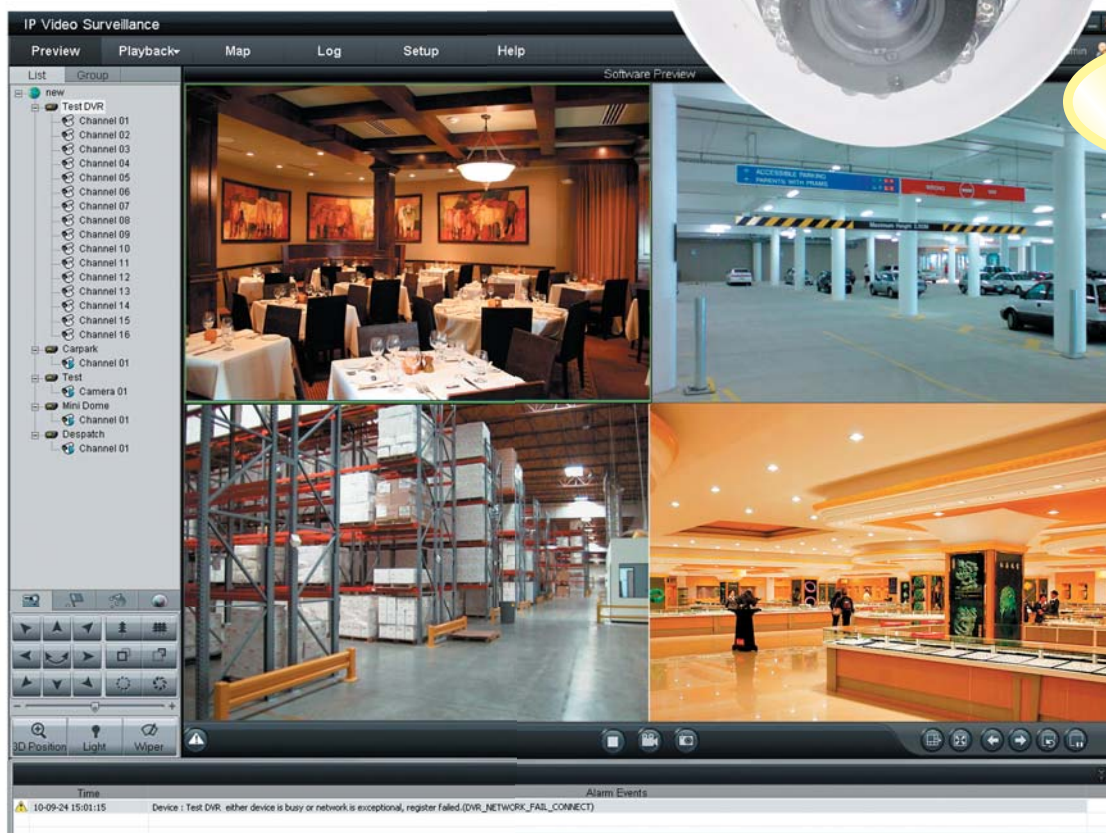 IP Video Surveillance
Preview Playback Map Log Setup Help
List Group
Software Preview
new
Test DVR
Channel 01
Channel 02
Channel 03
Channel 04
Channel 05
Channel 06
Channel 07
Channel 08
Channel 09
Channel 10
Channel 11
Channel 12
Channel 13
Channel 14
Channel 15
Channel 16
Carpark
Channel 01
Test
Camera 01
Mini Dome
Channel 01
Despatch
Channel 01
ACCESSIBLE PARKING
PARENTS WITH PRAMS
WRONG WAY
Maximum Height
3D Position Light Wiper
Time Alarm Events
10-09-24 15:01:15 Device : Test DVR either device is busy or network is exceptional, register failed.(DVR_NETWORK_FAIL_CONNECT)